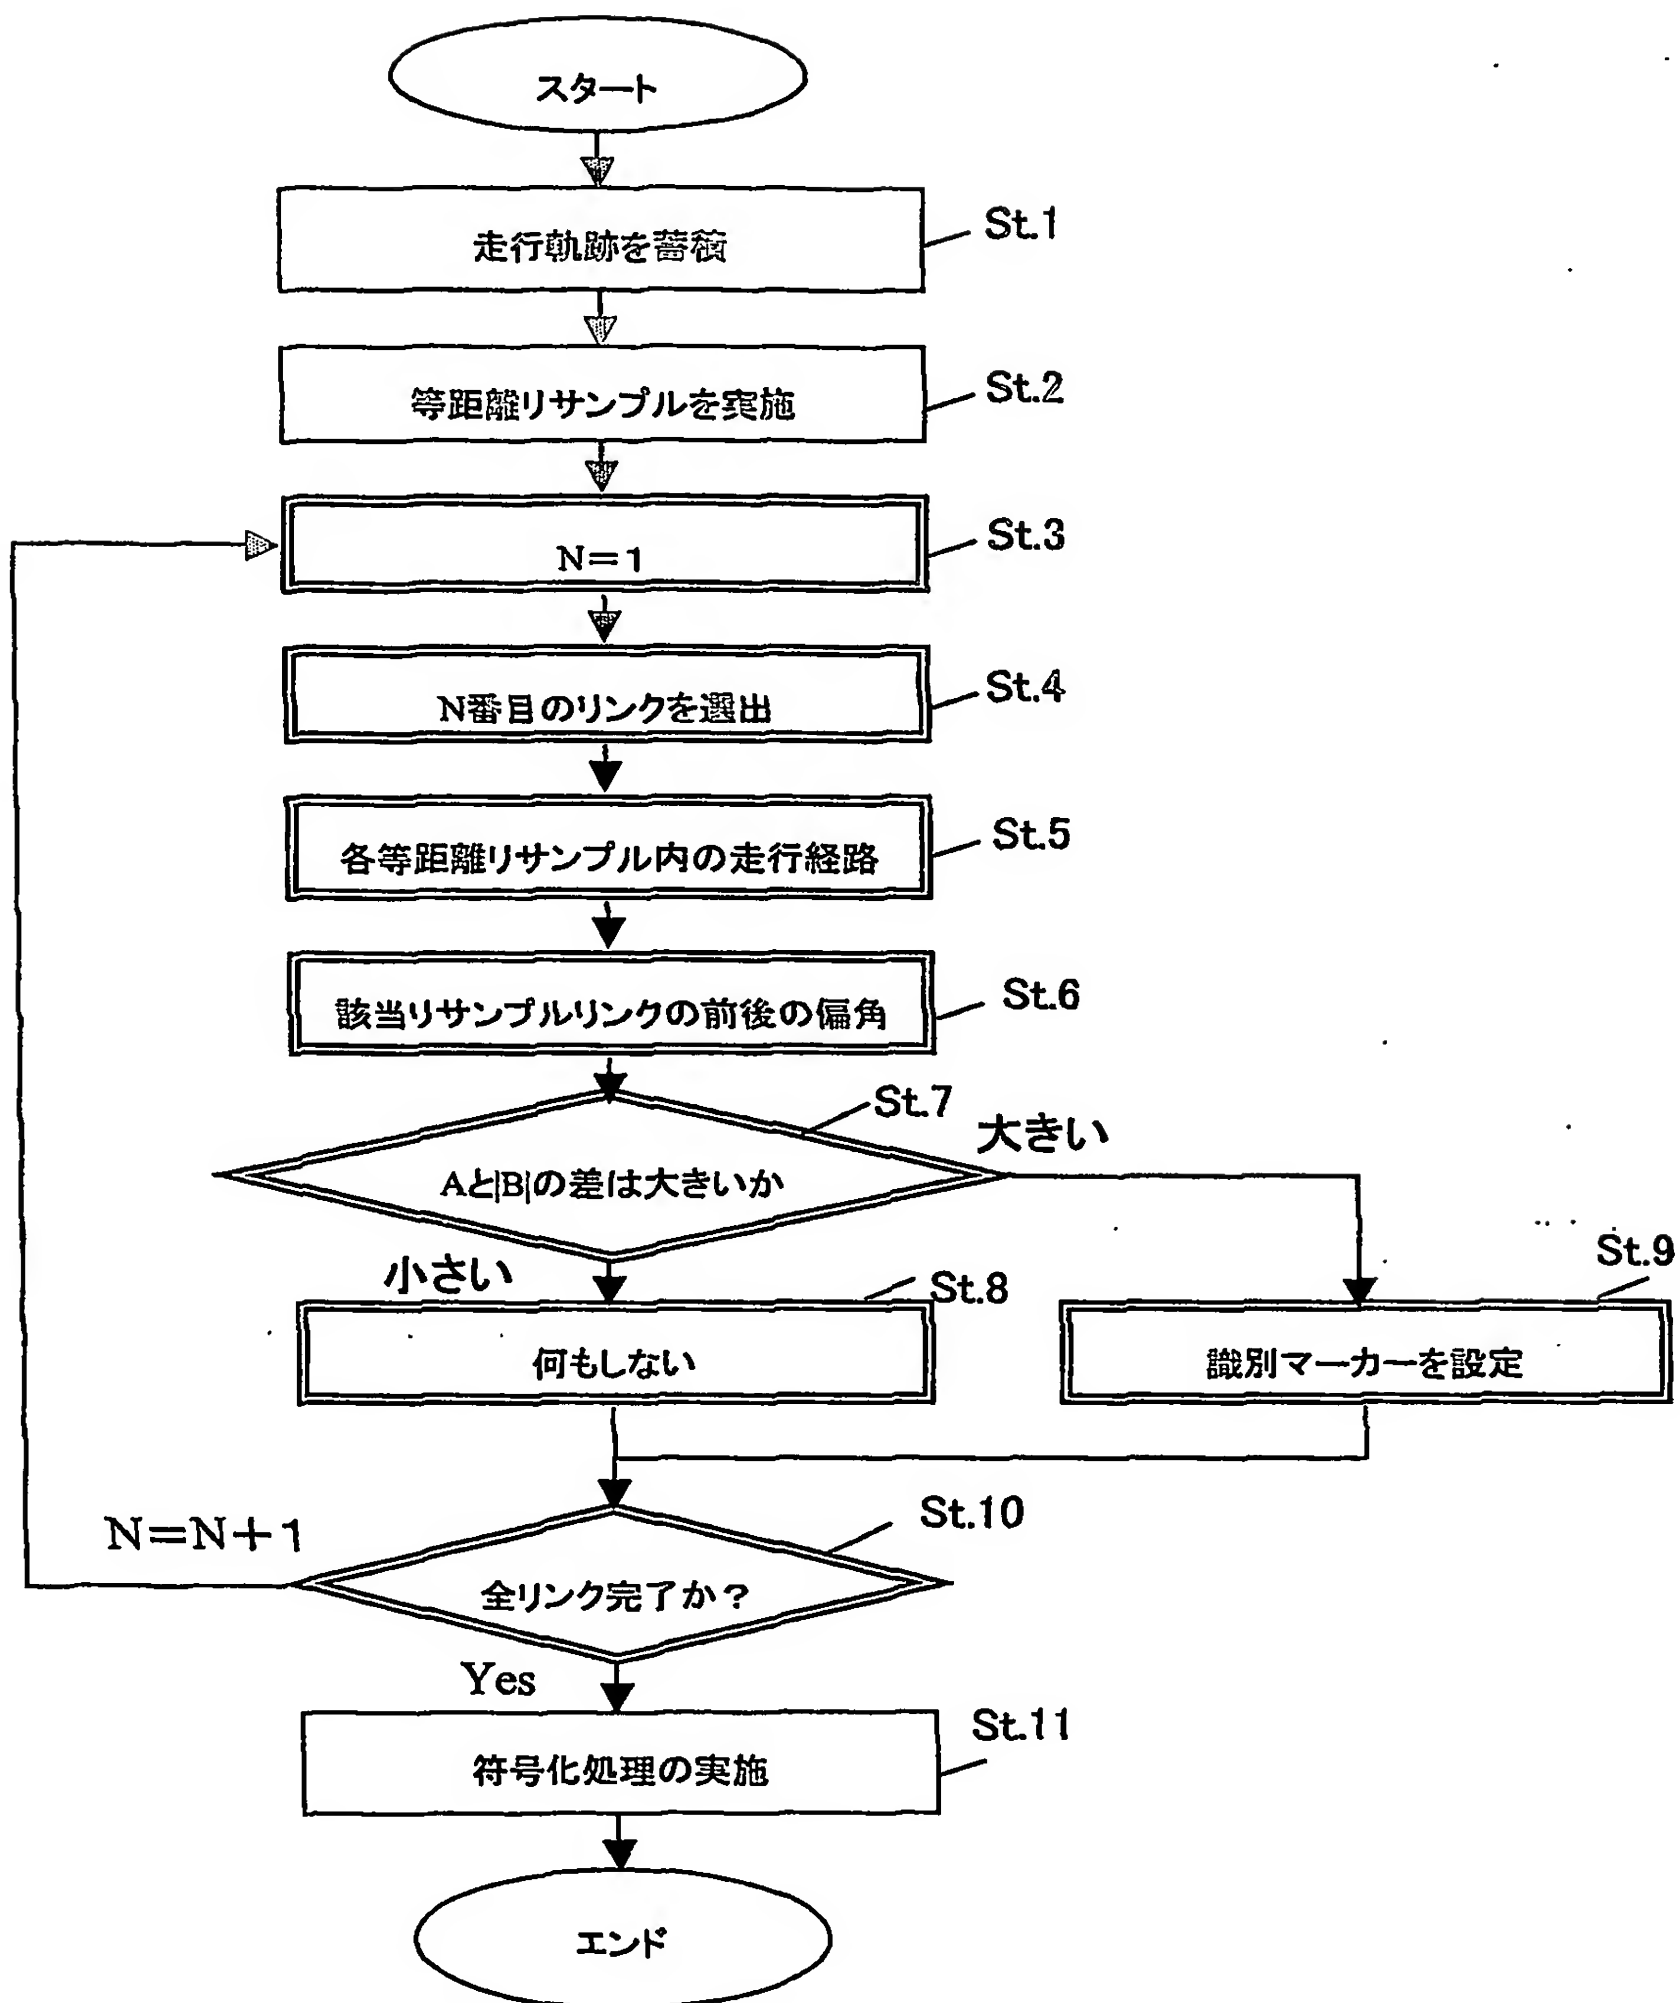 スタート
走行軌跡を蓄積
St.1
等距離リサンプルを実施
St.2
N=1
St.3
N番目のリンクを選出
St.4
各等距離リサンプル内の走行経路
St.5
該当リサンプルリンクの前後の偏角
St.6
St.7
大きい
Aと|B|の差は大きいか
小さい
St.8
St.9
何もしない
識別マーカーを設定
N=N+1
St.10
全リンク完了か？
Yes
St.11
符号化処理の実施
エンド